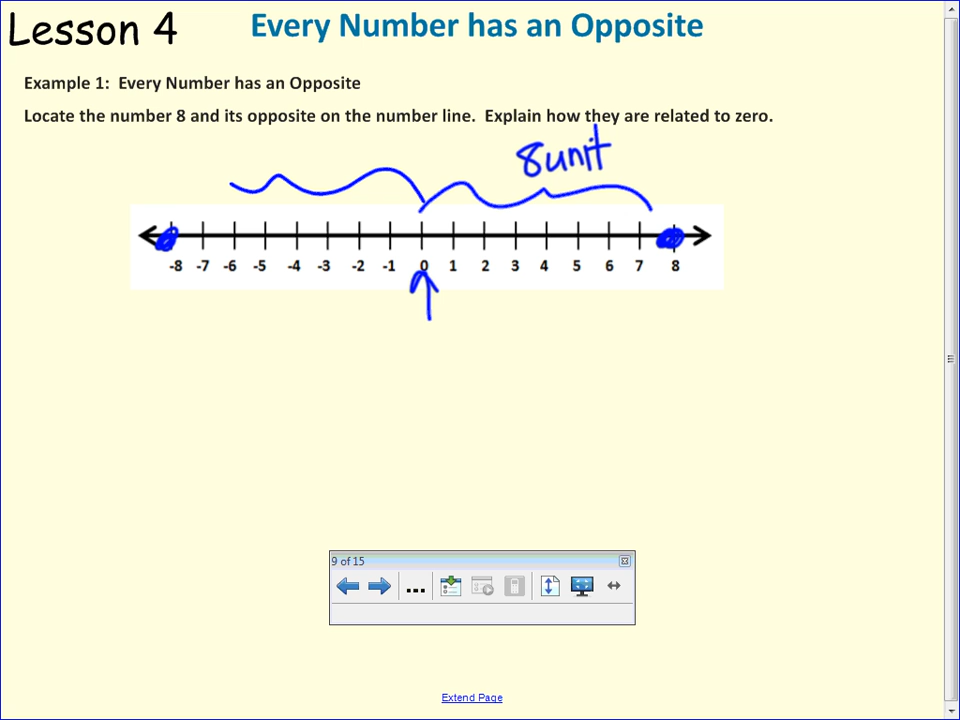 Lesson 4
Every Number has an Opposite
Example 1: Every Number has an Opposite
Locate the number 8 and its opposite on the number line. Explain how they are related to zero.
8 unit
-8 -7 -6 -5 -4 -3 -2 -1 0 1 2 3 4 5 6 7 8
9 of 15
...
Extend Page